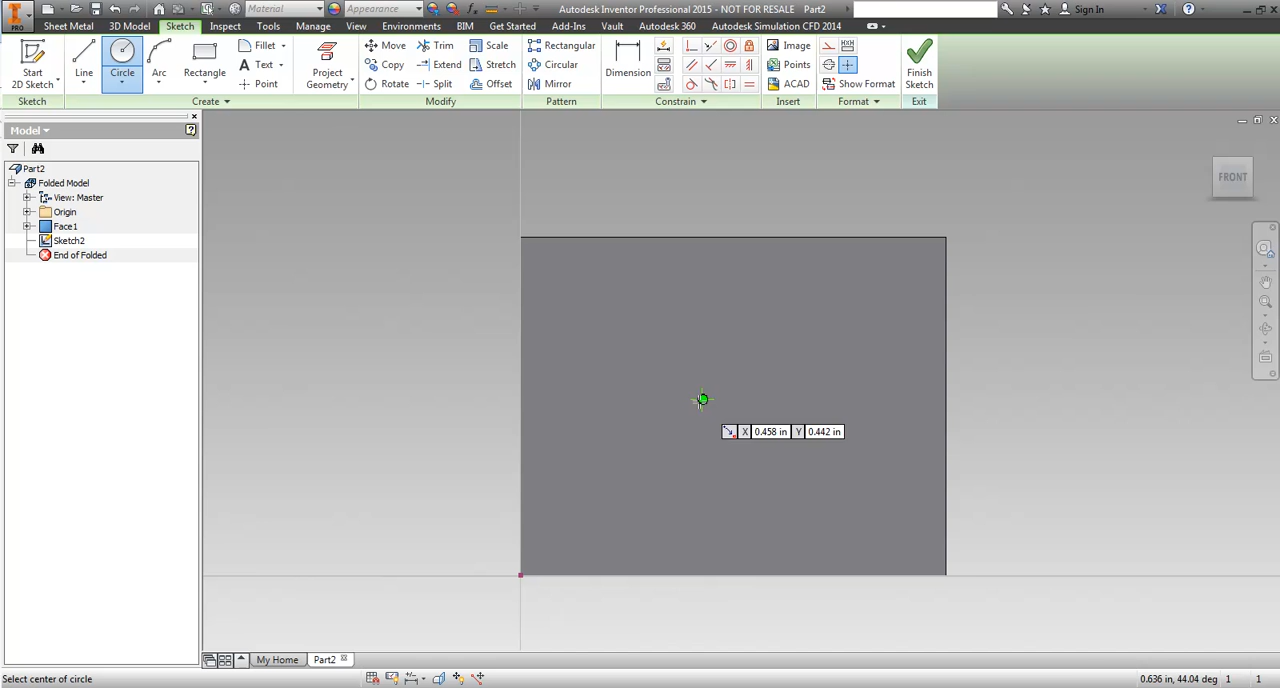 Material Appearance Autodesk Inventor Professional 2015 - NOT FOR RESALE Part2 Sign In
PRO Sheet Metal 3D Model Sketch Inspect Tools Manage View Environments Get Started Add-Ins BIM Vault Autodesk 360 Autodesk Simulation CFD 2014
Start 2D Sketch Line Circle Arc Rectangle Fillet Text Point Project Geometry Move Copy Rotate Trim Extend Split Scale Stretch Offset Rectangular Circular Mirror Dimension Image Points ACAD Show Format Finish Sketch
Sketch Create Modify Pattern Constrain Insert Format Exit
Model
Part2
Folded Model
View: Master
Origin
Face1
Sketch2
End of Folded
FRONT
X 0.458 in Y 0.442 in
My Home Part2
Select center of circle 0.636 in, 44.04 deg 1 1